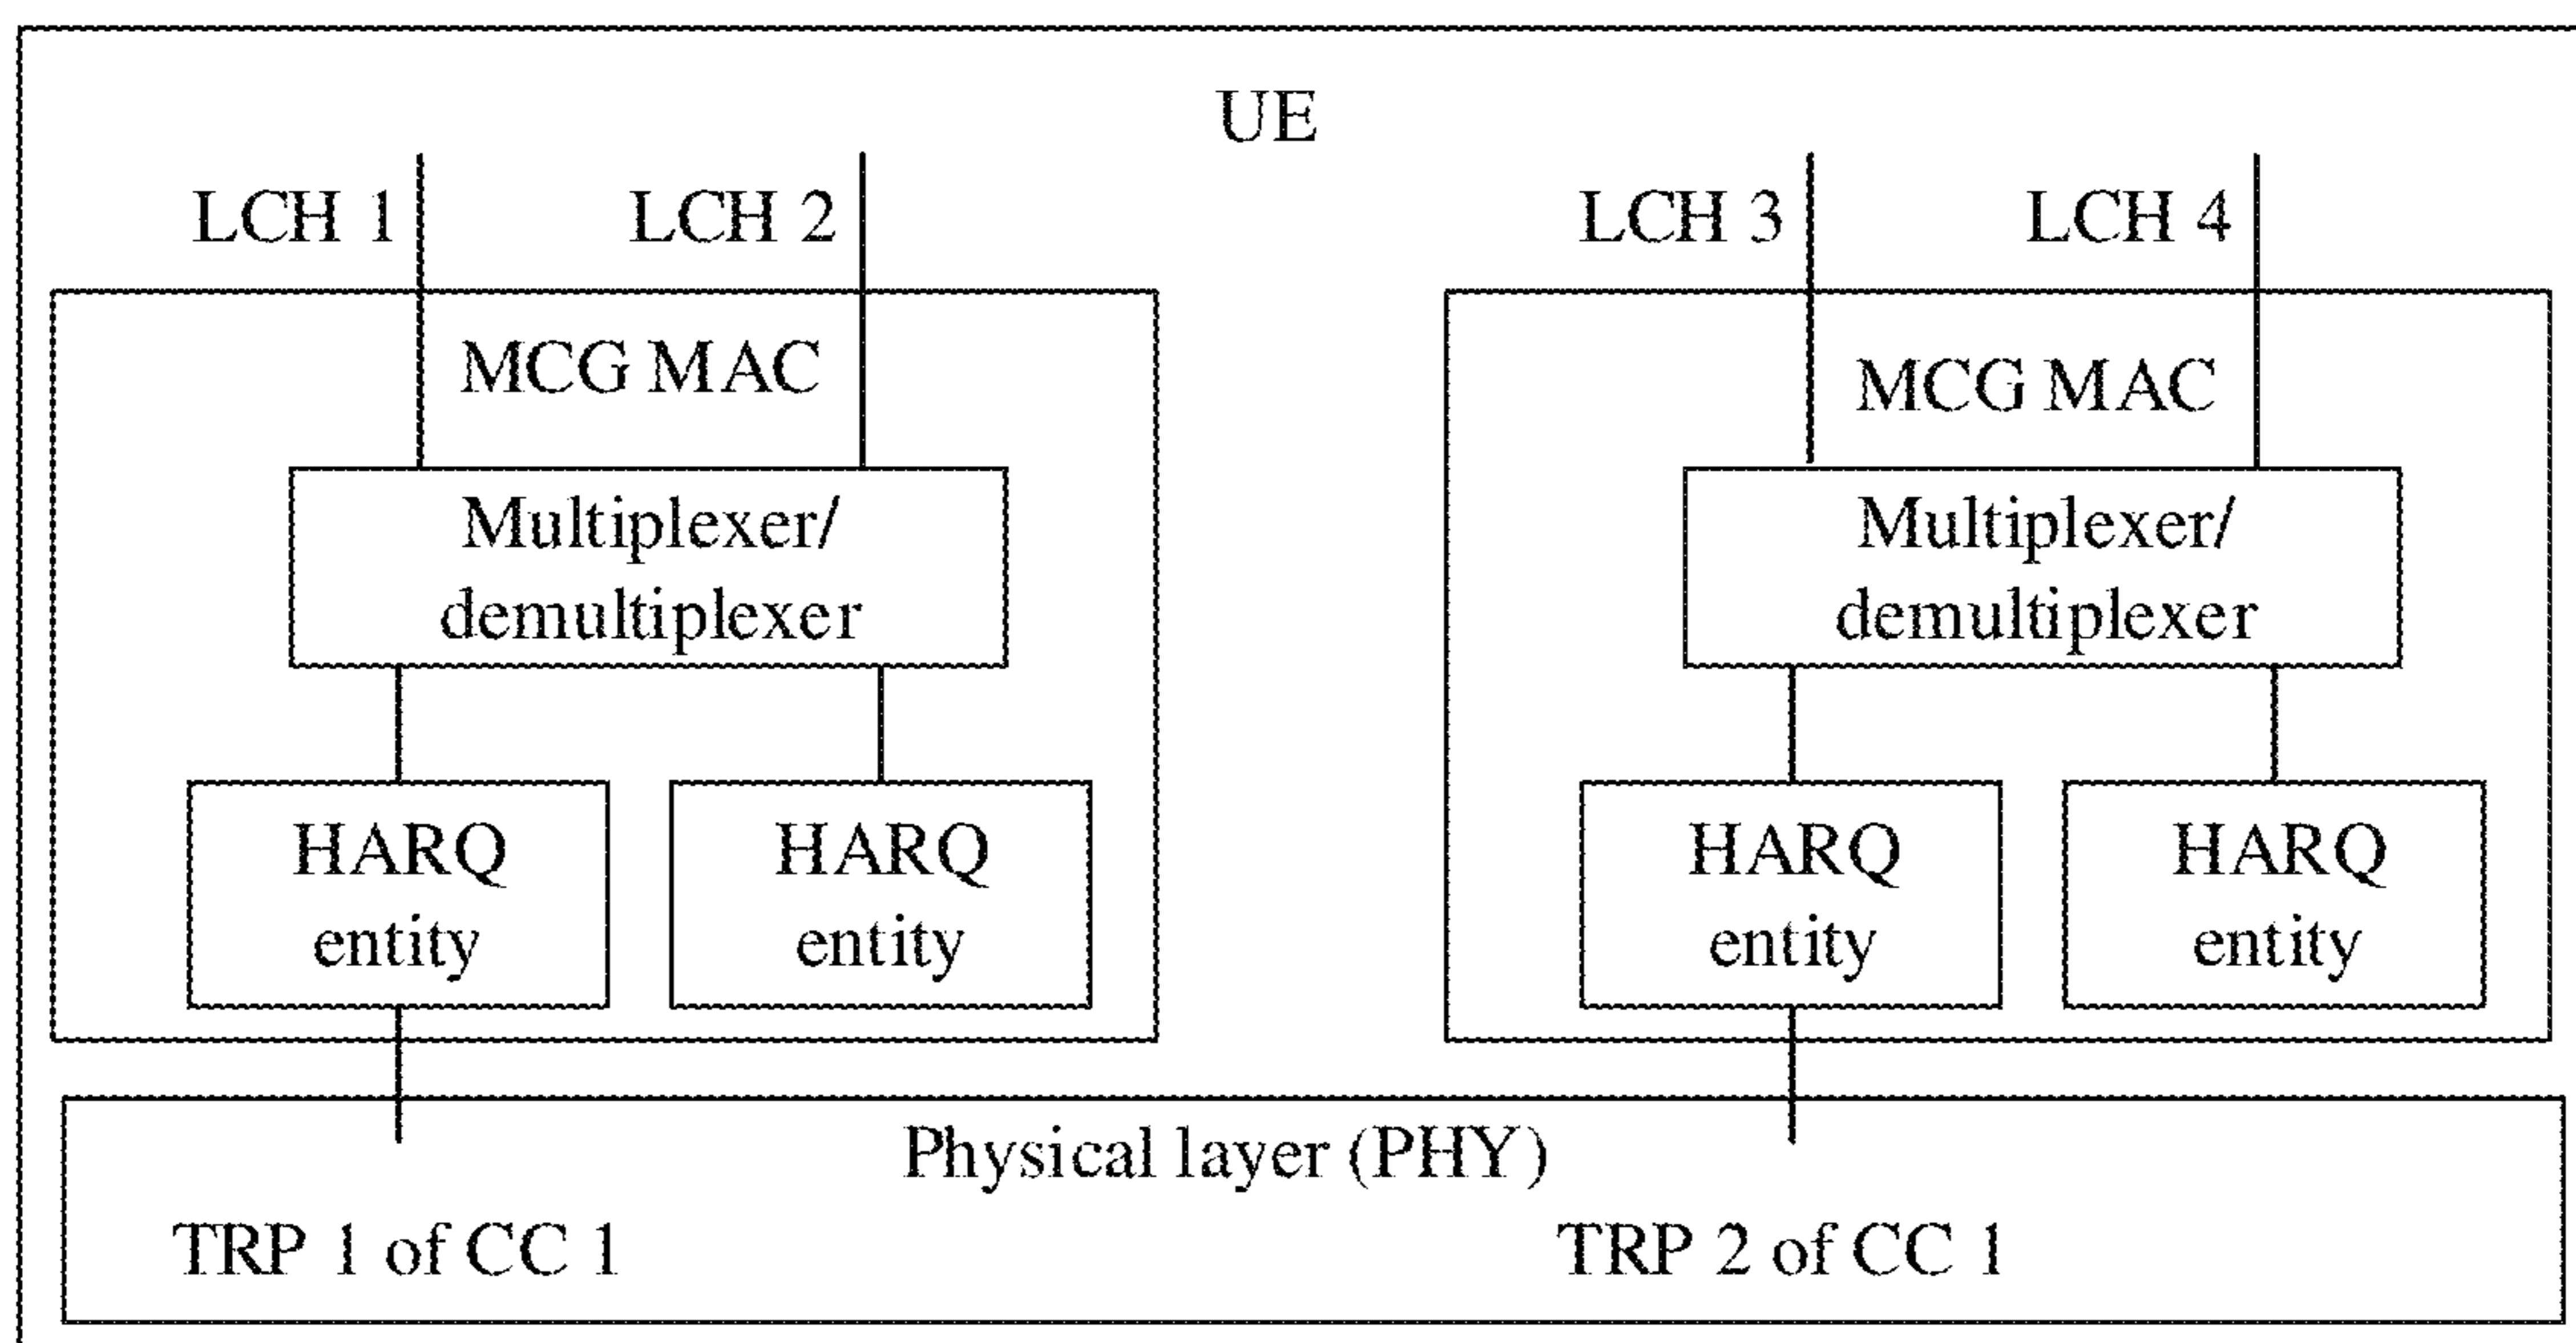 UE
LCH 1
LCH 2
LCH 3
LCH 4
MCG MAC
MCG MAC
Multiplexer/
demultiplexer
Multiplexer/
demultiplexer
HARQ
entity
HARQ
entity
HARQ
entity
HARQ
entity
Physical layer (PHY)
TRP 1 of CC 1
TRP 2 of CC 1